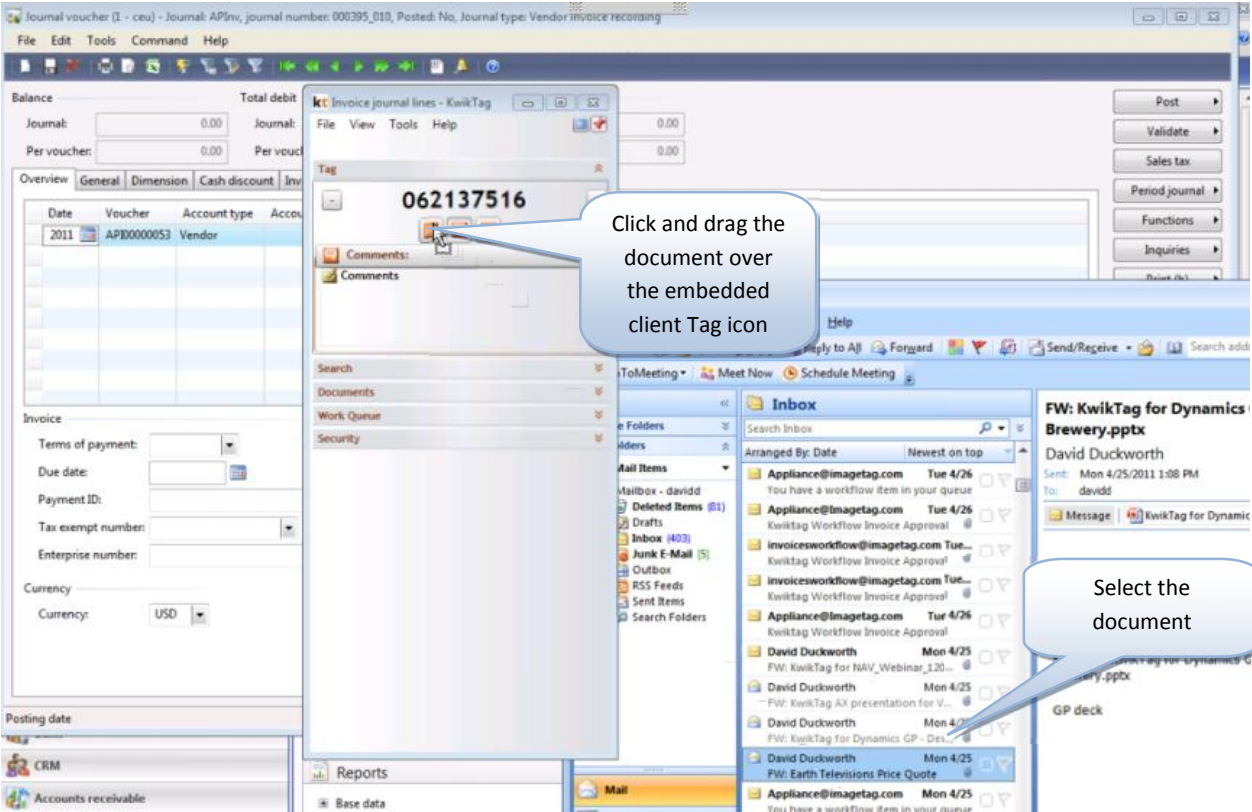 Journal voucher (1 - ceu) - Journal: APInv, journal number: 000395_010, Posted: No, Journal type: Vendor invoice recording
File Edit Tools Command Help
Balance
Total debit
Journal: 0.00 Journal: 0.00
Per voucher: 0.00 Per 0.00
Overview General Dimension Cash discount
Date Voucher Account type
2011 API00000053 Vendor
Invoice
Terms of payment:
Due date:
Payment ID:
Tax exempt number:
Enterprise number:
Currency
Currency: USD
Posting date
CRM
Accounts receivable
Post
Validate
Sales tax
Period journal
Functions
Inquiries
kt Invoice journal lines - KwikTag
File View Tools Help
Tag
062137516
Comments:
Comments
Search
Documents
Work Queue
Security
Reports
Base data
Click and drag the
document over
the embedded
client Tag icon
Help
Reply to All Forward Send/Receive Search
ToMeeting Meet Now Schedule Meeting
Folders
Mail Items
Mailbox - davidd
Deleted Items (81)
Drafts
Inbox (403)
Junk E-Mail [5]
Outbox
RSS Feeds
Sent Items
Search Folders
Mail
Inbox
Search Inbox
Arranged By: Date Newest on top
Appliance@imagetag.com Tue 4/26
You have a workflow item in your queue
Appliance@imagetag.com Tue 4/26
Kwiktag Workflow Invoice Approval
invoicesworkflow@imagetag.com Tue...
Kwiktag Workflow Invoice Approval
invoicesworkflow@imagetag.com Tue...
Kwiktag Workflow Invoice Approval
Appliance@imagetag.com Tue 4/26
Kwiktag Workflow Invoice Approval
David Duckworth Mon 4/25
FW: KwikTag for NAV_Webinar_120...
David Duckworth Mon 4/25
FW: KwikTag AX presentation for V...
David Duckworth Mon
FW: KwikTag for Dynamics GP - Des...
David Duckworth Mon 4/25
FW: Earth Televisions Price Quote
Appliance@imagetag.com Mon 4/25
You have a workflow item in your queue
FW: KwikTag for Dynamics
Brewery.pptx
David Duckworth
Sent: Mon 4/25/2011 1:08 PM
To: davidd
Message KwikTag for
Select the
document
GP deck